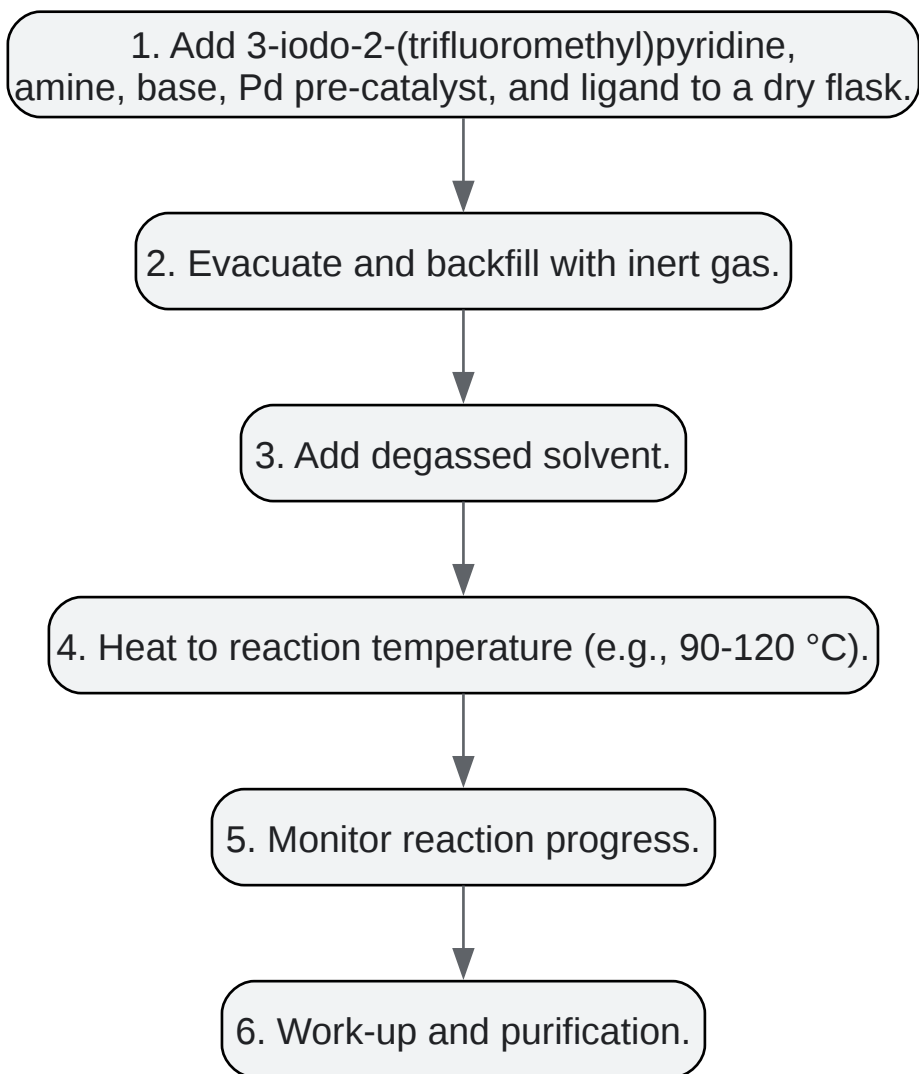 1. Add 3-iodo-2-(trifluoromethyl)pyridine,
amine, base, Pd pre-catalyst, and ligand to a dry flask.
2. Evacuate and backfill with inert gas.
3. Add degassed solvent.
4. Heat to reaction temperature (e.g., 90-120 °C).
5. Monitor reaction progress.
6. Work-up and purification.